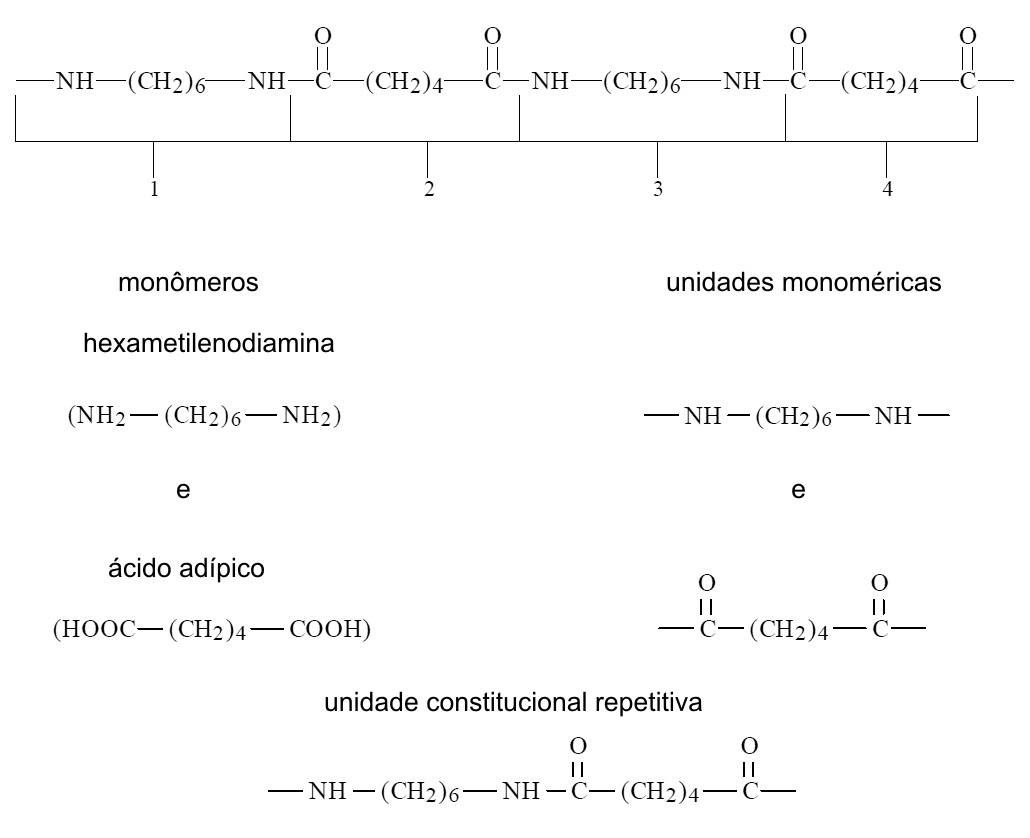 O O O O
—NH—(CH2)6—NH—C—(CH2)4—C—NH—(CH2)6—NH—C—(CH2)4—C—
1 2 3 4
monômeros unidades monoméricas
hexametilenodiamina
(NH2—(CH2)6—NH2) —NH—(CH2)6—NH—
e e
ácido adípico
O O
(HOOC—(CH2)4—COOH) —C—(CH2)4—C—
unidade constitucional repetitiva
O O
—NH—(CH2)6—NH—C—(CH2)4—C—